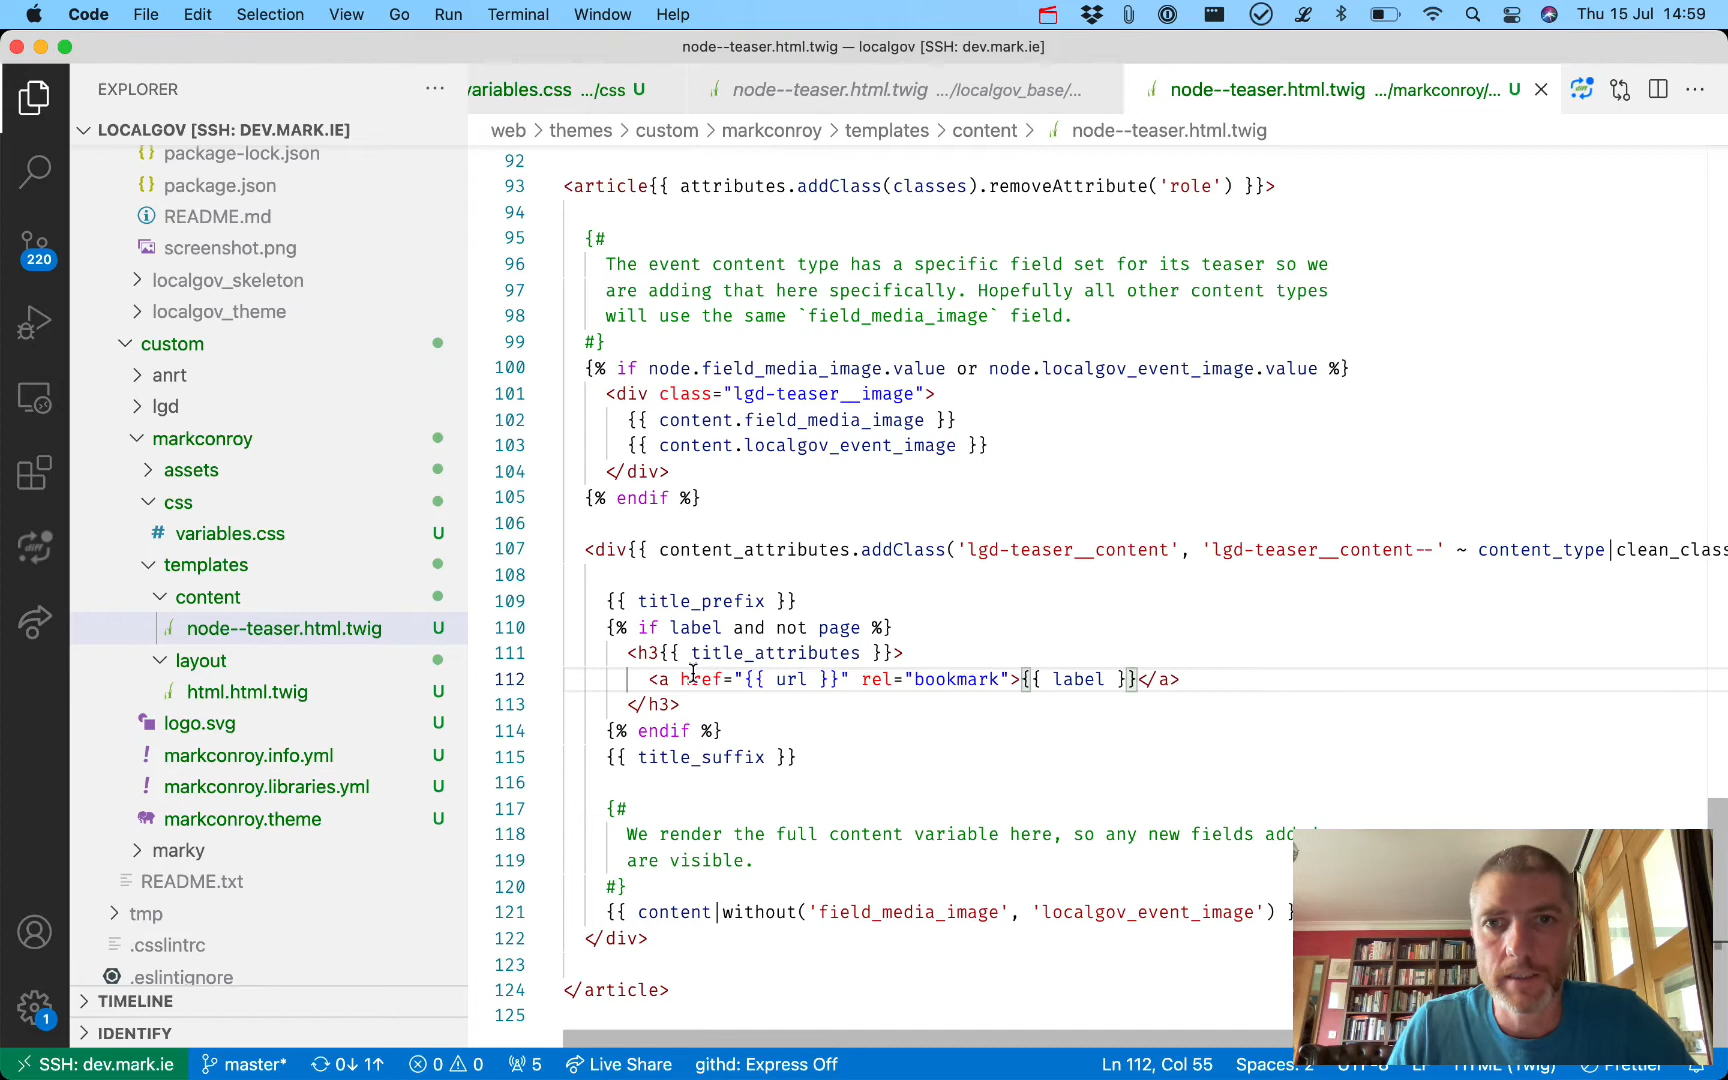 Code File Edit Selection View Go Run Terminal Window Help Thu 15 Jul 14:59
node--teaser.html.twig — localgov [SSH: dev.mark.ie]
EXPLORER
variables.css .../css U
node--teaser.html.twig .../localgov_base/...
node--teaser.html.twig .../markconroy/... U
LOCALGOV [SSH: DEV.MARK.IE]
web > themes > custom > markconroy > templates > content > node--teaser.html.twig
package-lock.json
package.json
README.md
screenshot.png
localgov_skeleton
localgov_theme
custom
anrt
lgd
markconroy
assets
css
variables.css U
templates
content
node--teaser.html.twig U
layout
html.html.twig U
logo.svg U
markconroy.info.yml U
markconroy.libraries.yml U
markconroy.theme U
marky
README.txt
tmp
.csslintrc
.eslintignore
TIMELINE
IDENTIFY
220
1
92
93 <article{{ attributes.addClass(classes).removeAttribute('role') }}>
94
95 {#
96 The event content type has a specific field set for its teaser so we
97 are adding that here specifically. Hopefully all other content types
98 will use the same `field_media_image` field.
99 #}
100 {% if node.field_media_image.value or node.localgov_event_image.value %}
101 <div class="lgd-teaser__image">
102 {{ content.field_media_image }}
103 {{ content.localgov_event_image }}
104 </div>
105 {% endif %}
106
107 <div{{ content_attributes.addClass('lgd-teaser__content', 'lgd-teaser__content--' ~ content_type|clean_class
108
109 {{ title_prefix }}
110 {% if label and not page %}
111 <h3{{ title_attributes }}>
112 <a href="{{ url }}" rel="bookmark">{{ label }}</a>
113 </h3>
114 {% endif %}
115 {{ title_suffix }}
116
117 {#
118 We render the full content variable here, so any new fields
119 are visible.
120 #}
121 {{ content|without('field_media_image', 'localgov_event_image') }
122 </div>
123
124 </article>
125
SSH: dev.mark.ie master* 0↓ 1↑ 0 0 5 Live Share githd: Express Off Ln 112, Col 55 Spaces: 2